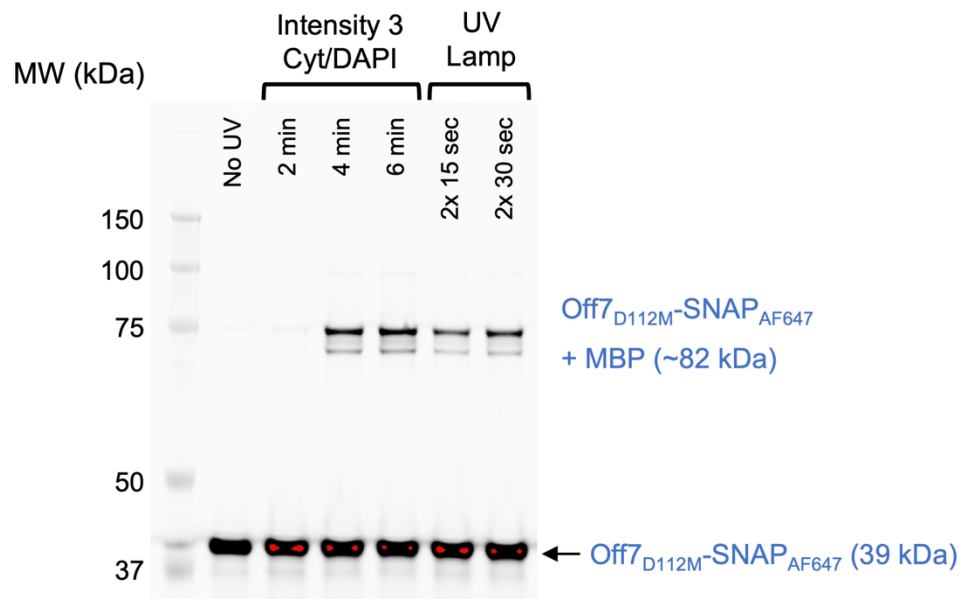 Intensity 3
Cyt/DAPI
UV
Lamp
MW (kDa)
No UV
2 min
4 min
6 min
2x 15 sec
2x 30 sec
150
100
75
50
37
Off7D112M-SNAPAF647
+ MBP (~82 kDa)
Off7D112M-SNAPAF647 (39 kDa)